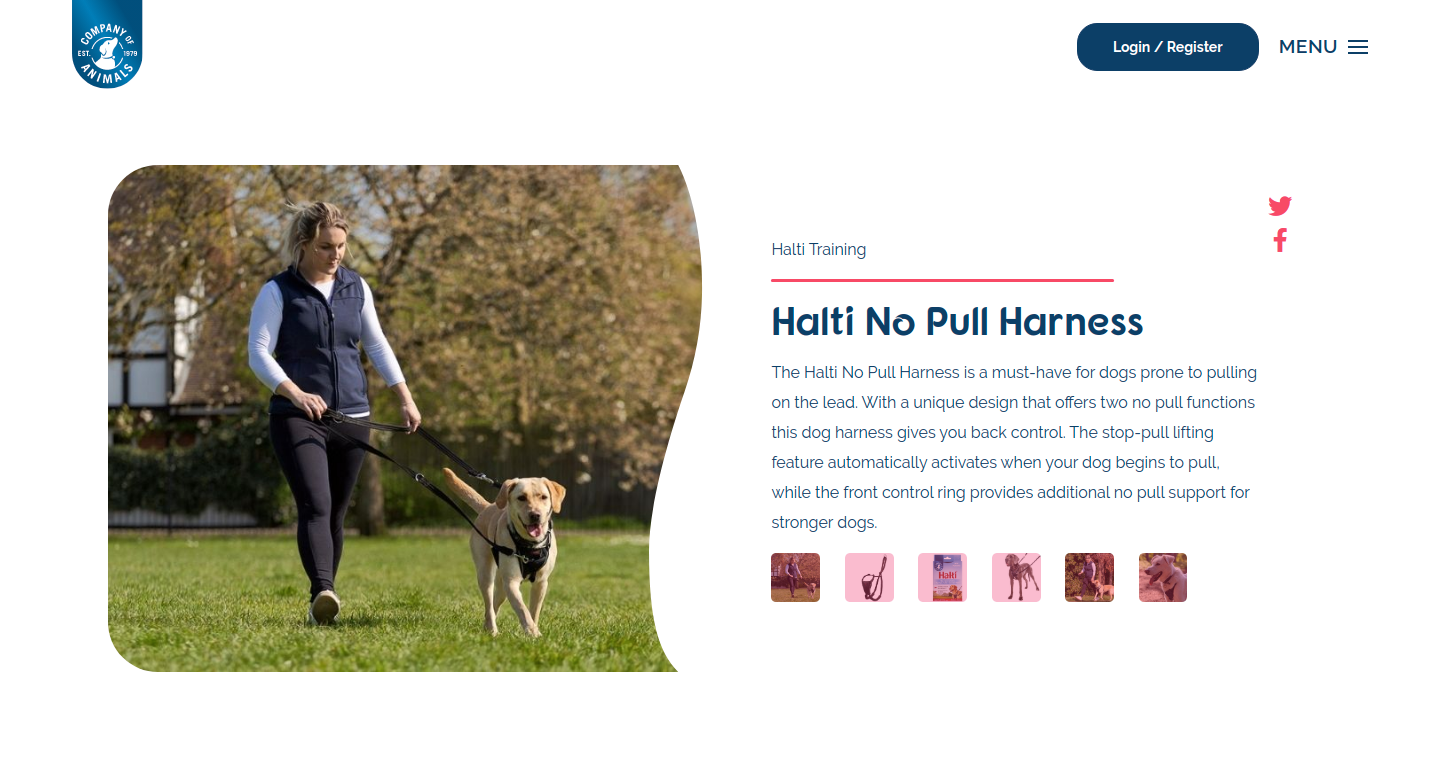 COMPANY OF
EST. 1979
ANIMALS
Login / Register
MENU
Halti Training
Halti No Pull Harness
The Halti No Pull Harness is a must-have for dogs prone to pulling
on the lead. With a unique design that offers two no pull functions
this dog harness gives you back control. The stop-pull lifting
feature automatically activates when your dog begins to pull,
while the front control ring provides additional no pull support for
stronger dogs.
Halti